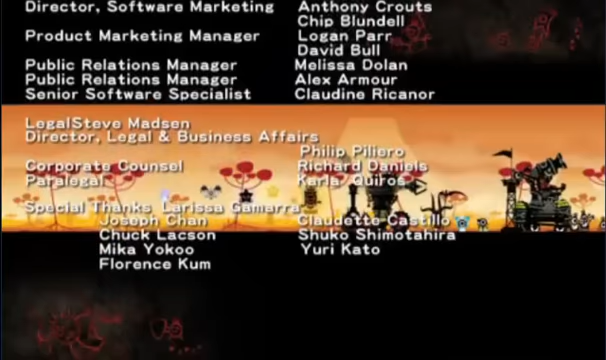 Director, Software Marketing Anthony Crouts
Chip Blundell
Product Marketing Manager Logan Parr
David Bull
Public Relations Manager Melissa Dolan
Public Relations Manager Alex Armour
Senior Software Specialist Claudine Ricanor
LegalSteve Madsen
Director, Legal & Business Affairs
Philip Piliero
Corporate Counsel Richard Daniels
Paralegal Karla Quiros
Special Thanks Larissa Gamarra
Joseph Chan Claudette Castillo
Chuck Lacson Shuko Shimotahira
Mika Yokoo Yuri Kato
Florence Kum